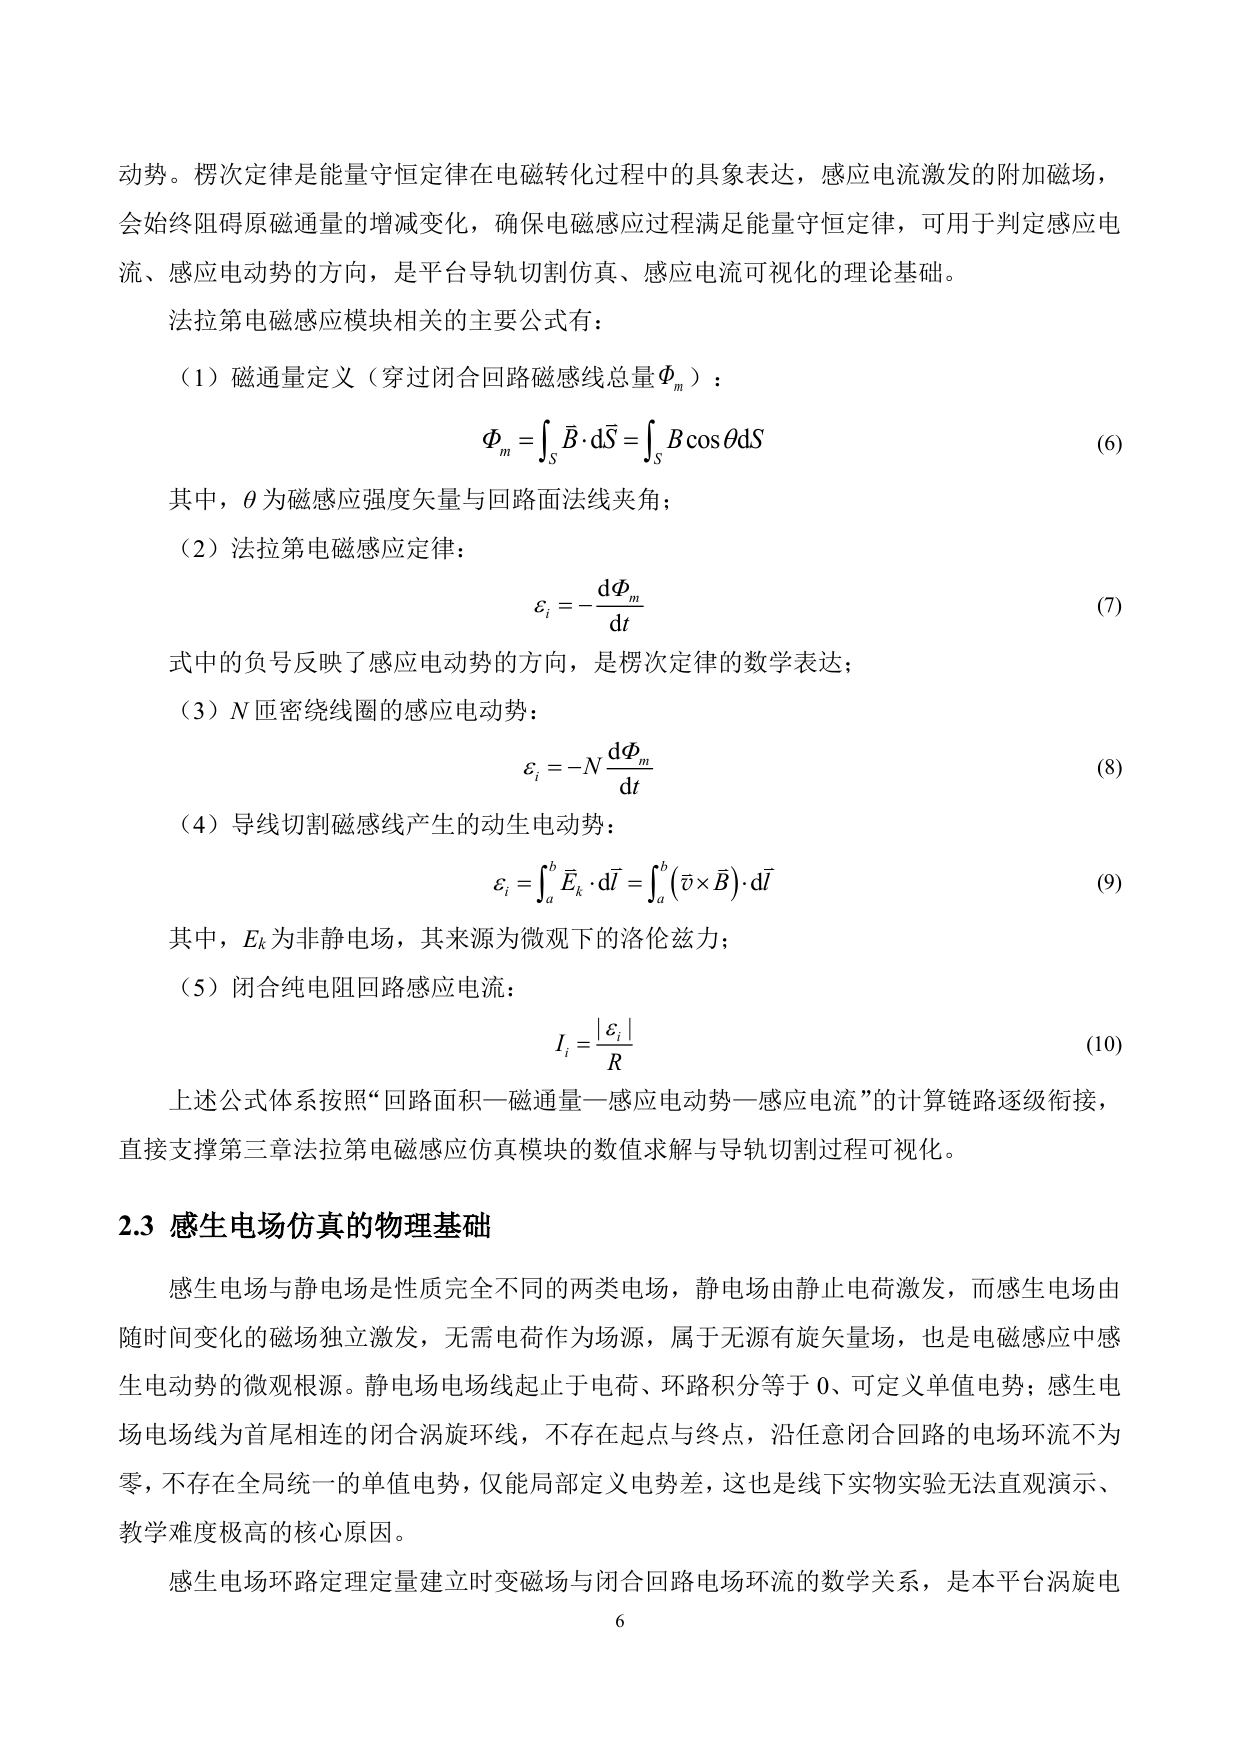 动势。楞次定律是能量守恒定律在电磁转化过程中的具象表达，感应电流激发的附加磁场，
会始终阻碍原磁通量的增减变化，确保电磁感应过程满足能量守恒定律，可用于判定感应电
流、感应电动势的方向，是平台导轨切割仿真、感应电流可视化的理论基础。
法拉第电磁感应模块相关的主要公式有：
（1）磁通量定义（穿过闭合回路磁感线总量Φ_m）：
Φ_m = ∫_S B⃗·dS⃗ = ∫_S B cosθdS (6)
其中，θ 为磁感应强度矢量与回路面法线夹角；
（2）法拉第电磁感应定律：
ε_i = −dΦ_m/dt (7)
式中的负号反映了感应电动势的方向，是楞次定律的数学表达；
（3）N 匝密绕线圈的感应电动势：
ε_i = −N dΦ_m/dt (8)
（4）导线切割磁感线产生的动生电动势：
ε_i = ∫_a^b E⃗_k·dl⃗ = ∫_a^b (v⃗×B⃗)·dl⃗ (9)
其中，E_k 为非静电场，其来源为微观下的洛伦兹力；
（5）闭合纯电阻回路感应电流：
I_i = |ε_i|/R (10)
上述公式体系按照“回路面积—磁通量—感应电动势—感应电流”的计算链路逐级衔接，
直接支撑第三章法拉第电磁感应仿真模块的数值求解与导轨切割过程可视化。
2.3 感生电场仿真的物理基础
感生电场与静电场是性质完全不同的两类电场，静电场由静止电荷激发，而感生电场由
随时间变化的磁场独立激发，无需电荷作为场源，属于无源有旋矢量场，也是电磁感应中感
生电动势的微观根源。静电场电场线起止于电荷、环路积分等于 0、可定义单值电势；感生电
场电场线为首尾相连的闭合涡旋环线，不存在起点与终点，沿任意闭合回路的电场环流不为
零，不存在全局统一的单值电势，仅能局部定义电势差，这也是线下实物实验无法直观演示、
教学难度极高的核心原因。
感生电场环路定理定量建立时变磁场与闭合回路电场环流的数学关系，是本平台涡旋电
6